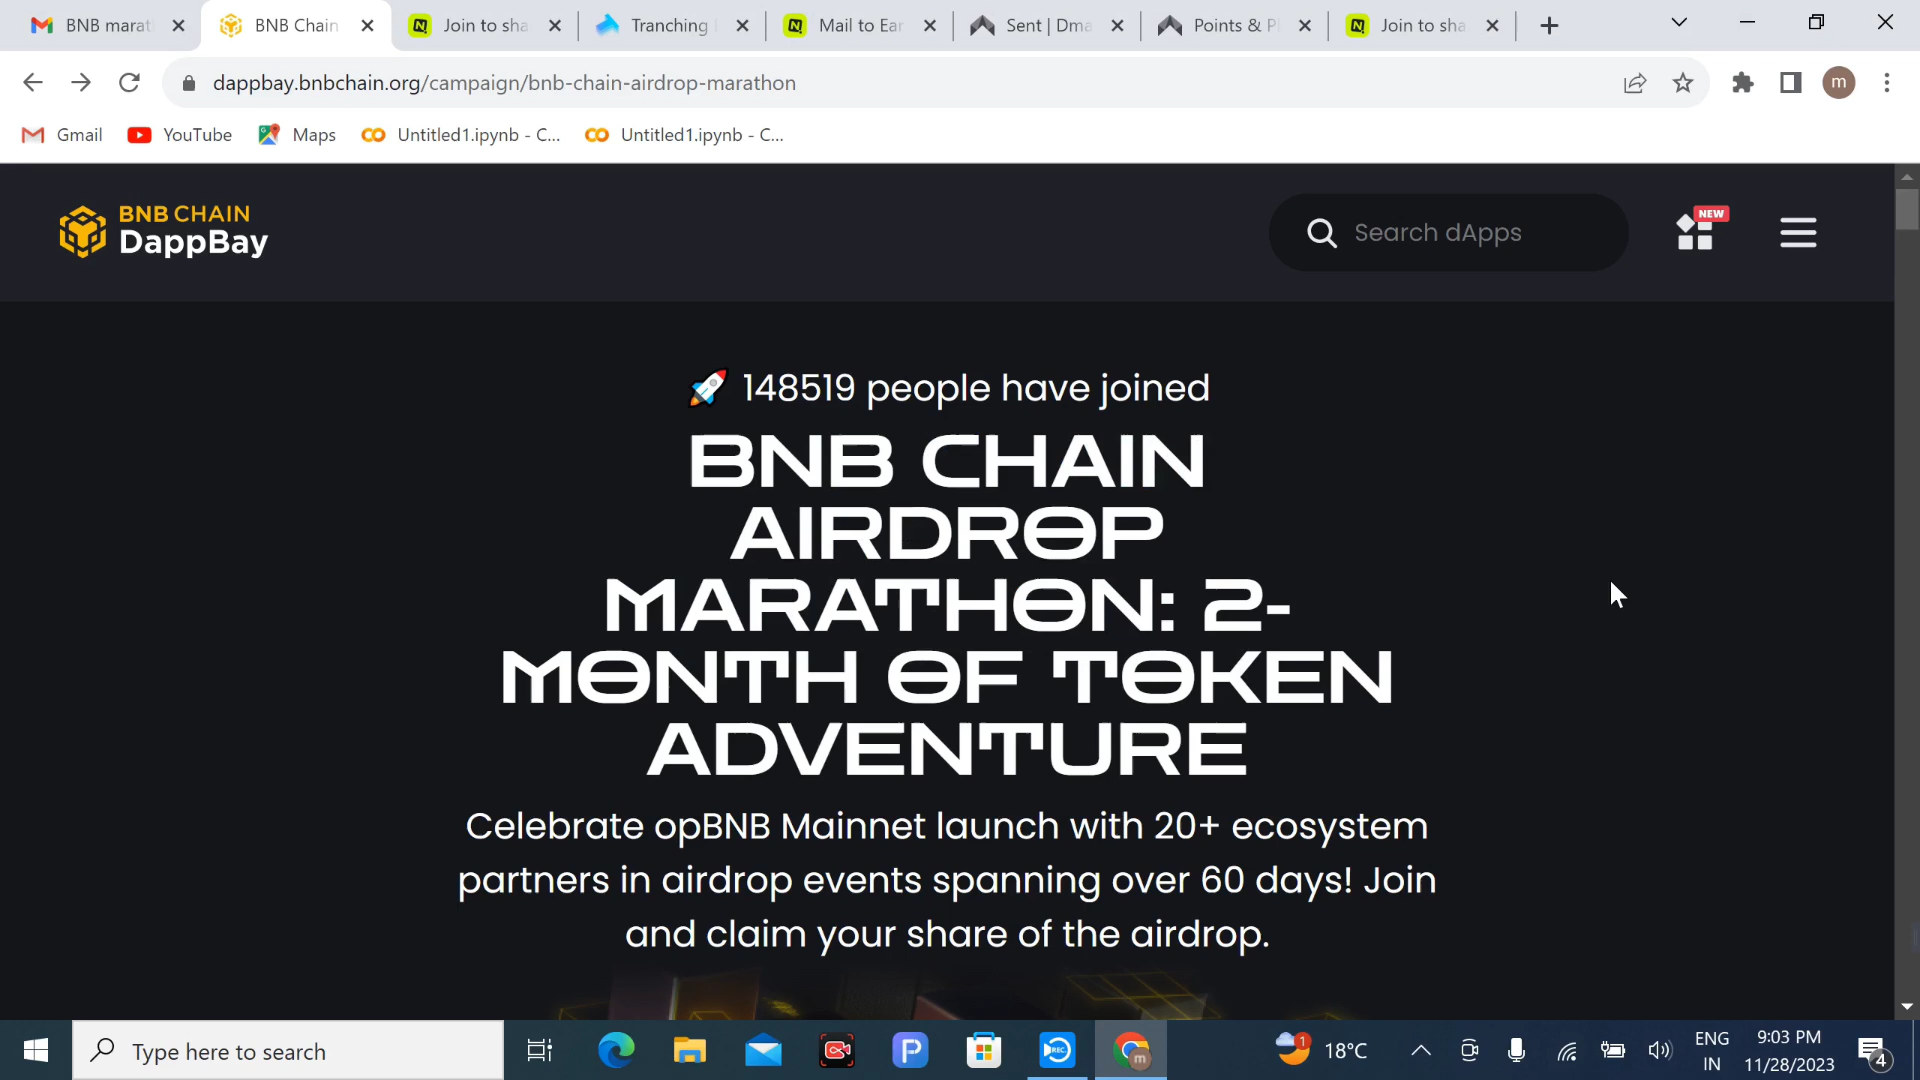 BNB marat
BNB Chain
Join to sha
Tranching
Mail to Ear
Sent | Dma
Points & Pl
Join to sha
dappbay.bnbchain.org/campaign/bnb-chain-airdrop-marathon
m
Gmail
YouTube
Maps
Untitled1.ipynb - C...
Untitled1.ipynb - C...
BNB CHAIN
DappBay
Search dApps
NEW
148519 people have joined
BNB CHAIN
AIRDROP
MARATHON: 2-
MONTH OF TOKEN
ADVENTURE
Celebrate opBNB Mainnet launch with 20+ ecosystem
partners in airdrop events spanning over 60 days! Join
and claim your share of the airdrop.
Type here to search
P
REC
m
1
18°C
ENG
IN
9:03 PM
11/28/2023
4